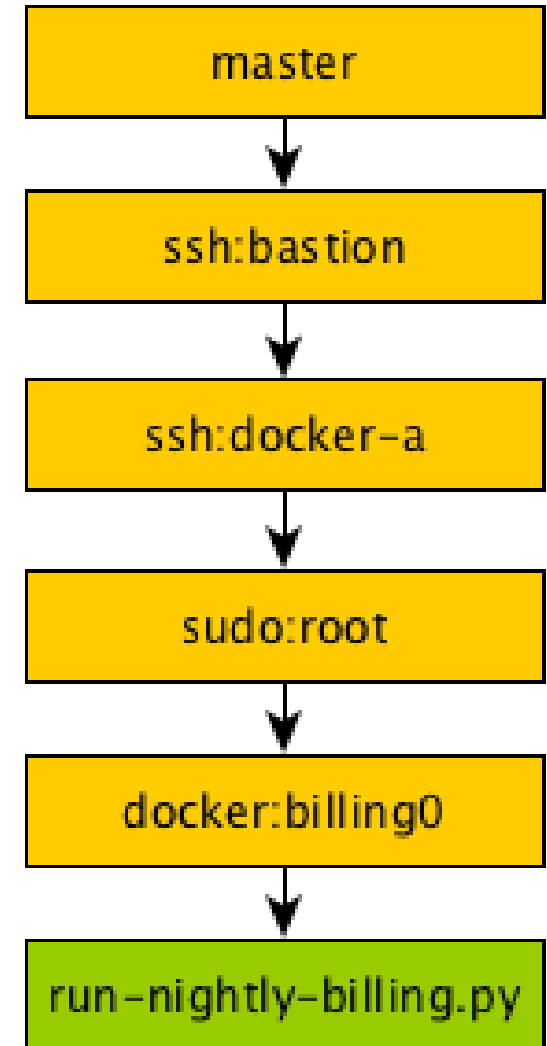 master
ssh:bastion
ssh:docker-a
sudo:root
docker:billing0
run-nightly-billing.py